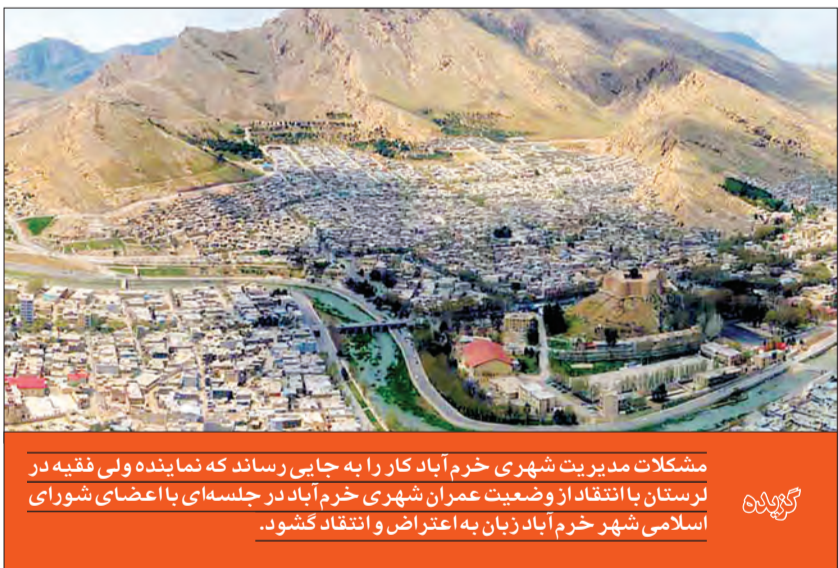 گزیده
مشکلات مدیریت شهری خرم‌آباد کار را به جایی رساند که نماینده ولی فقیه در
لرستان با انتقاد از وضعیت عمران شهری خرم‌آباد در جلسه‌ای با اعضای شورای
اسلامی شهر خرم‌آباد زبان به اعتراض و انتقاد گشود.